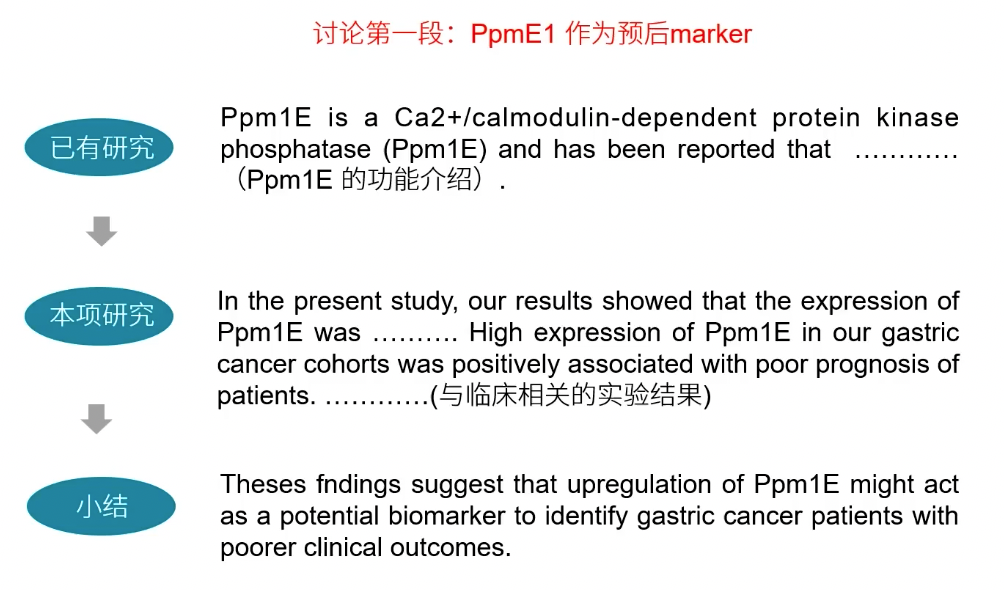 讨论第一段：PpmE1 作为预后marker
已有研究
Ppm1E is a Ca2+/calmodulin-dependent protein kinase
phosphatase (Ppm1E) and has been reported that …………
（Ppm1E 的功能介绍）.
本项研究
In the present study, our results showed that the expression of
Ppm1E was ………. High expression of Ppm1E in our gastric
cancer cohorts was positively associated with poor prognosis of
patients. …………(与临床相关的实验结果)
小结
Theses fndings suggest that upregulation of Ppm1E might act
as a potential biomarker to identify gastric cancer patients with
poorer clinical outcomes.